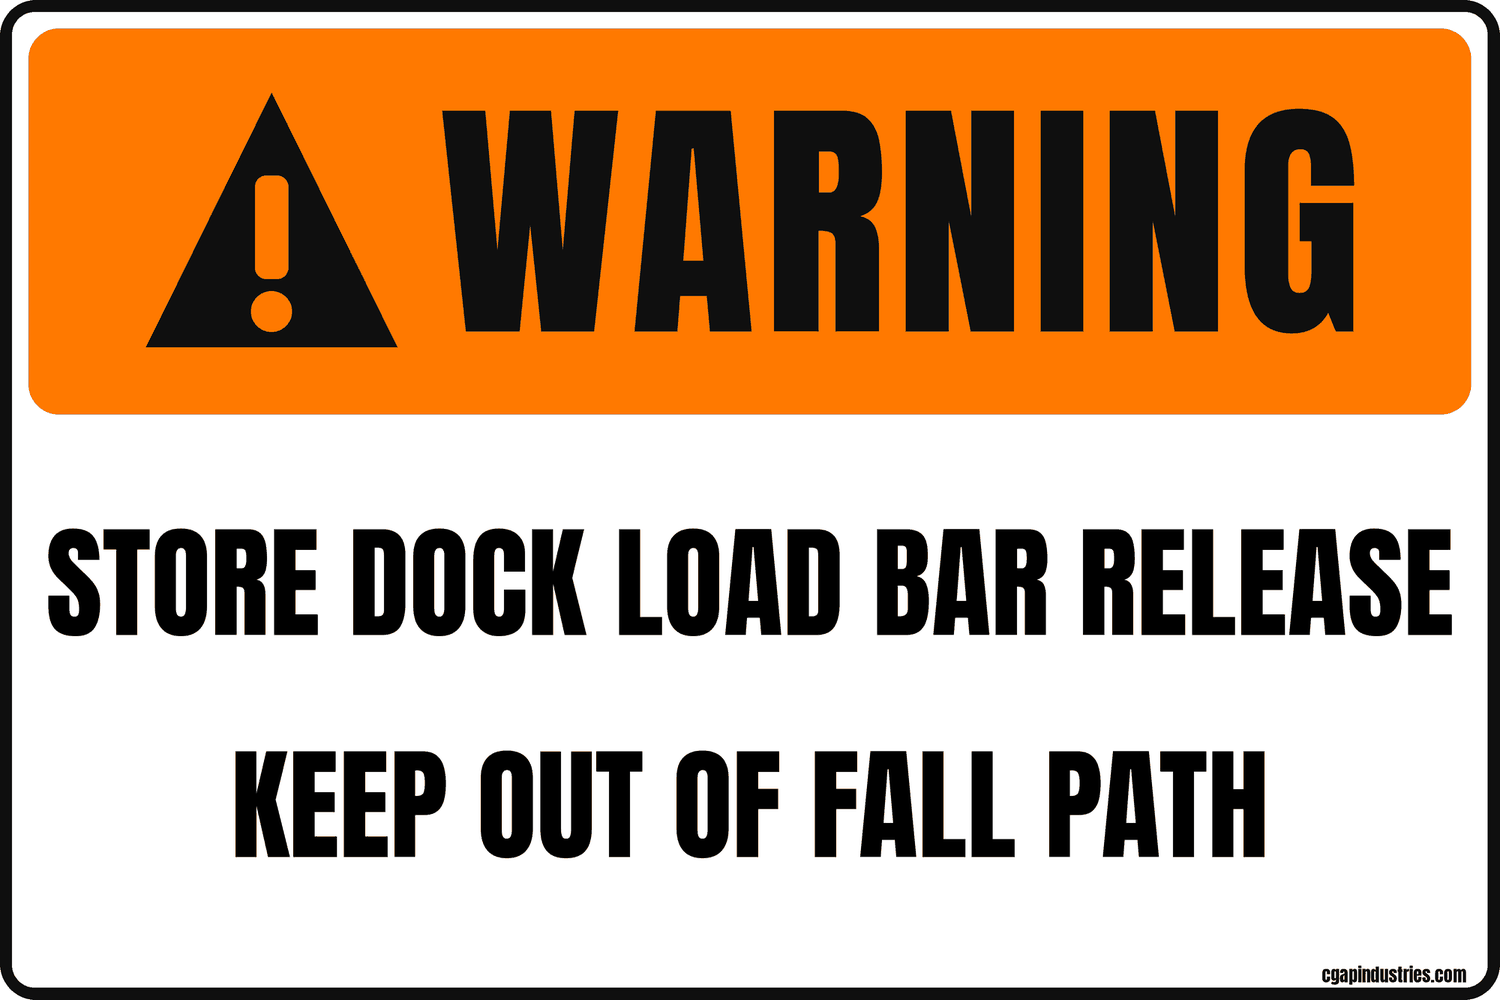 WARNING
STORE DOCK LOAD BAR RELEASE
KEEP OUT OF FALL PATH
cgapindustries.com